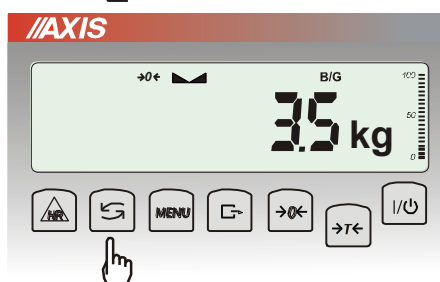 //AXIS
→0← B/G 100
3.5 kg 50
0
HR MENU →0← →T← I/⏻